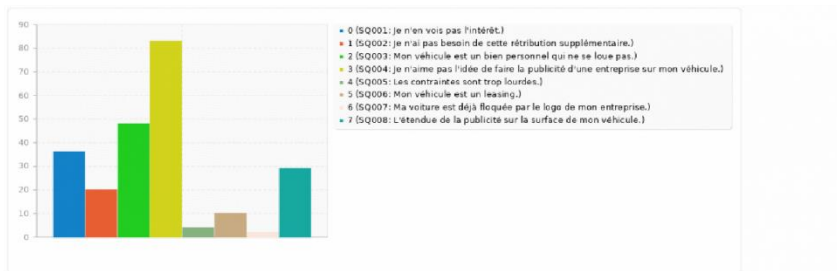 90
80
70
60
50
40
30
20
10
0
0 (SQ001: Je n'en vois pas l'intérêt.)
1 (SQ002: Je n'ai pas besoin de cette rétribution supplémentaire.)
2 (SQ003: Mon véhicule est un bien personnel qui ne se loue pas.)
3 (SQ004: Je n'aime pas l'idée de faire la publicité d'une entreprise sur mon véhicule.)
4 (SQ005: Les contraintes sont trop lourdes.)
5 (SQ006: Mon véhicule est un leasing.)
6 (SQ007: Ma voiture est déjà floquée par le logo de mon entreprise.)
7 (SQ008: L'étendue de la publicité sur la surface de mon véhicule.)